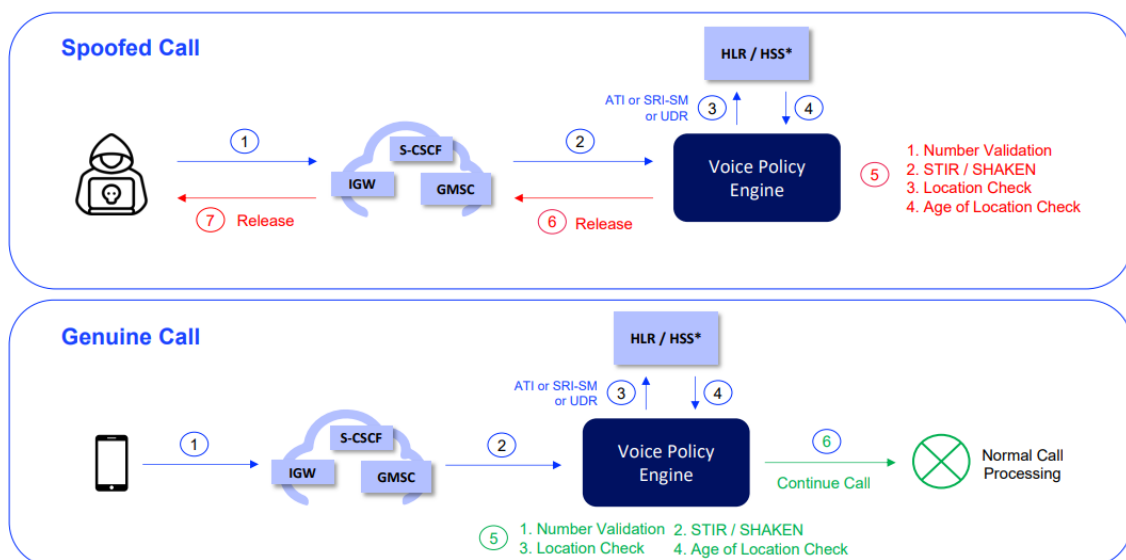 Spoofed Call
HLR / HSS*
ATI or SRI-SM
or UDR
3
4
1
2
S-CSCF
IGW
GMSC
Voice Policy
Engine
5
1. Number Validation
2. STIR / SHAKEN
3. Location Check
4. Age of Location Check
7 Release
6 Release
Genuine Call
HLR / HSS*
ATI or SRI-SM
or UDR
3
4
1
2
S-CSCF
IGW
GMSC
Voice Policy
Engine
6
Continue Call
Normal Call
Processing
5
1. Number Validation 2. STIR / SHAKEN
3. Location Check 4. Age of Location Check